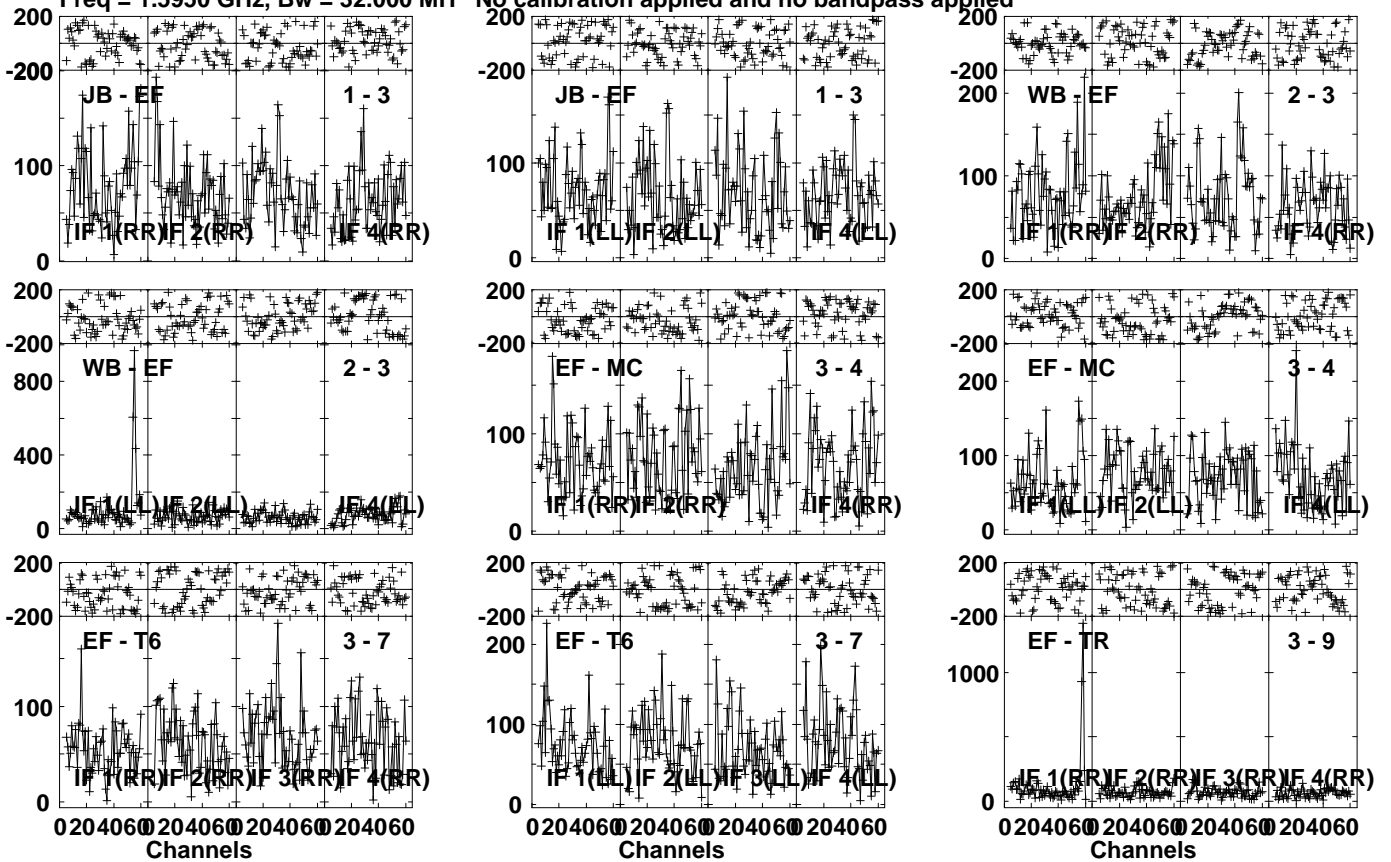 Freq = 1.5950 GHz, Bw = 32.000 MH No calibration applied and no bandpass applied
200
-200
JB - EF 1 - 3
100
0
IF 1(RR) IF 2(RR) IF 4(RR)
200
-200
JB - EF 1 - 3
100
0
IF 1(LL) IF 2(LL) IF 4(LL)
200
-200
200
WB - EF 2 - 3
100
0
IF 1(RR) IF 2(RR) IF 4(RR)
200
-200
WB - EF 2 - 3
800
400
0
IF 1(LL) IF 2(LL) IF 4(LL)
200
-200
EF - MC 3 - 4
100
0
IF 1(RR) IF 2(RR) IF 4(RR)
200
-200
EF - MC 3 - 4
200
100
0
IF 1(LL) IF 2(LL) IF 4(LL)
200
-200
EF - T6 3 - 7
100
0
IF 1(RR) IF 2(RR) IF 3(RR) IF 4(RR)
0 20 40 60 0 20 40 60 0 20 40 60 0 20 40 60
Channels
200
-200
EF - T6 3 - 7
200
100
0
IF 1(LL) IF 2(LL) IF 3(LL) IF 4(LL)
0 20 40 60 0 20 40 60 0 20 40 60 0 20 40 60
Channels
200
-200
EF - TR 3 - 9
1000
0
IF 1(RR) IF 2(RR) IF 3(RR) IF 4(RR)
0 20 40 60 0 20 40 60 0 20 40 60 0 20 40 60
Channels